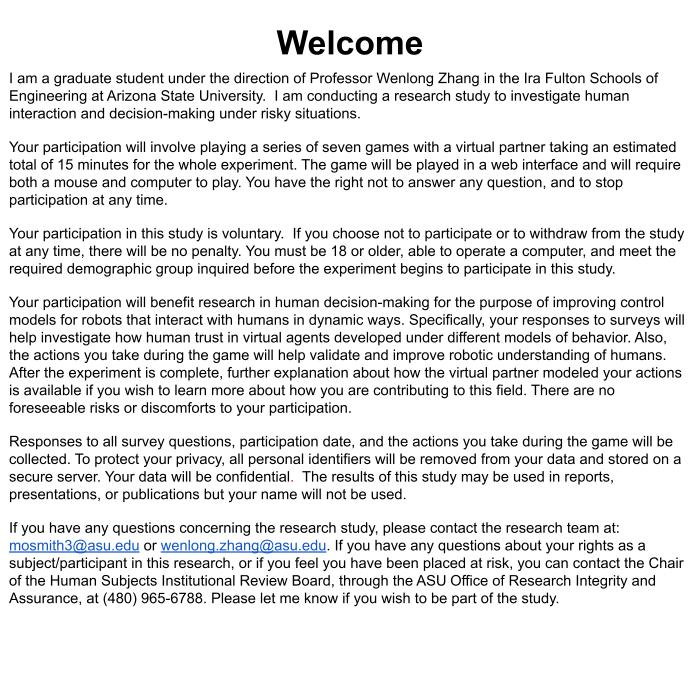 Welcome
I am a graduate student under the direction of Professor Wenlong Zhang in the Ira Fulton Schools of
Engineering at Arizona State University.  I am conducting a research study to investigate human
interaction and decision-making under risky situations.
Your participation will involve playing a series of seven games with a virtual partner taking an estimated
total of 15 minutes for the whole experiment. The game will be played in a web interface and will require
both a mouse and computer to play. You have the right not to answer any question, and to stop
participation at any time.
Your participation in this study is voluntary.  If you choose not to participate or to withdraw from the study
at any time, there will be no penalty. You must be 18 or older, able to operate a computer, and meet the
required demographic group inquired before the experiment begins to participate in this study.
Your participation will benefit research in human decision-making for the purpose of improving control
models for robots that interact with humans in dynamic ways. Specifically, your responses to surveys will
help investigate how human trust in virtual agents developed under different models of behavior. Also,
the actions you take during the game will help validate and improve robotic understanding of humans.
After the experiment is complete, further explanation about how the virtual partner modeled your actions
is available if you wish to learn more about how you are contributing to this field. There are no
foreseeable risks or discomforts to your participation.
Responses to all survey questions, participation date, and the actions you take during the game will be
collected. To protect your privacy, all personal identifiers will be removed from your data and stored on a
secure server. Your data will be confidential.  The results of this study may be used in reports,
presentations, or publications but your name will not be used.
If you have any questions concerning the research study, please contact the research team at:
mosmith3@asu.edu or wenlong.zhang@asu.edu. If you have any questions about your rights as a
subject/participant in this research, or if you feel you have been placed at risk, you can contact the Chair
of the Human Subjects Institutional Review Board, through the ASU Office of Research Integrity and
Assurance, at (480) 965-6788. Please let me know if you wish to be part of the study.